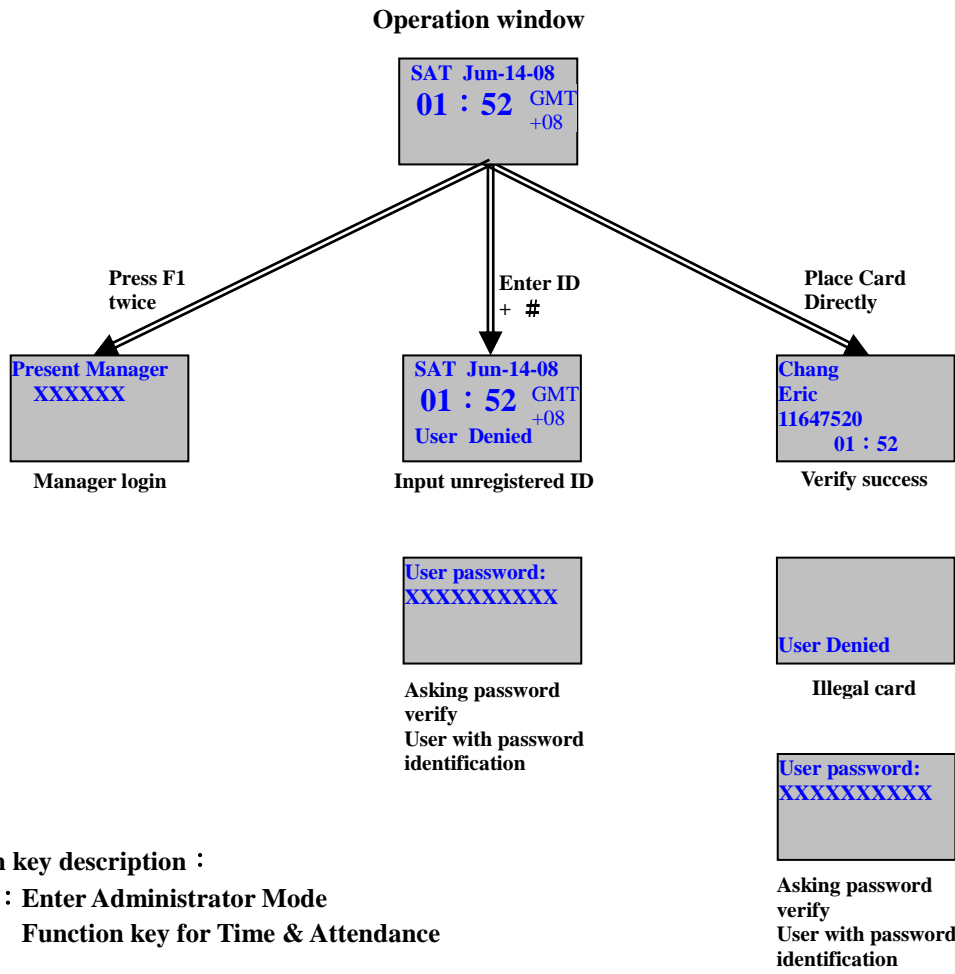 Operation window
SAT Jun-14-08
01：52 GMT
+08
Press F1
twice
Enter ID
+ #
Place Card
Directly
Present Manager
XXXXXX
Manager login
SAT Jun-14-08
01：52 GMT
+08
User Denied
Input unregistered ID
Chang
Eric
11647520
01：52
Verify success
User password:
XXXXXXXXXX
Asking password
verify
User with password
identification
User Denied
Illegal card
User password:
XXXXXXXXXX
Asking password
verify
User with password
identification
key description：
：Enter Administrator Mode
Function key for Time & Attendance